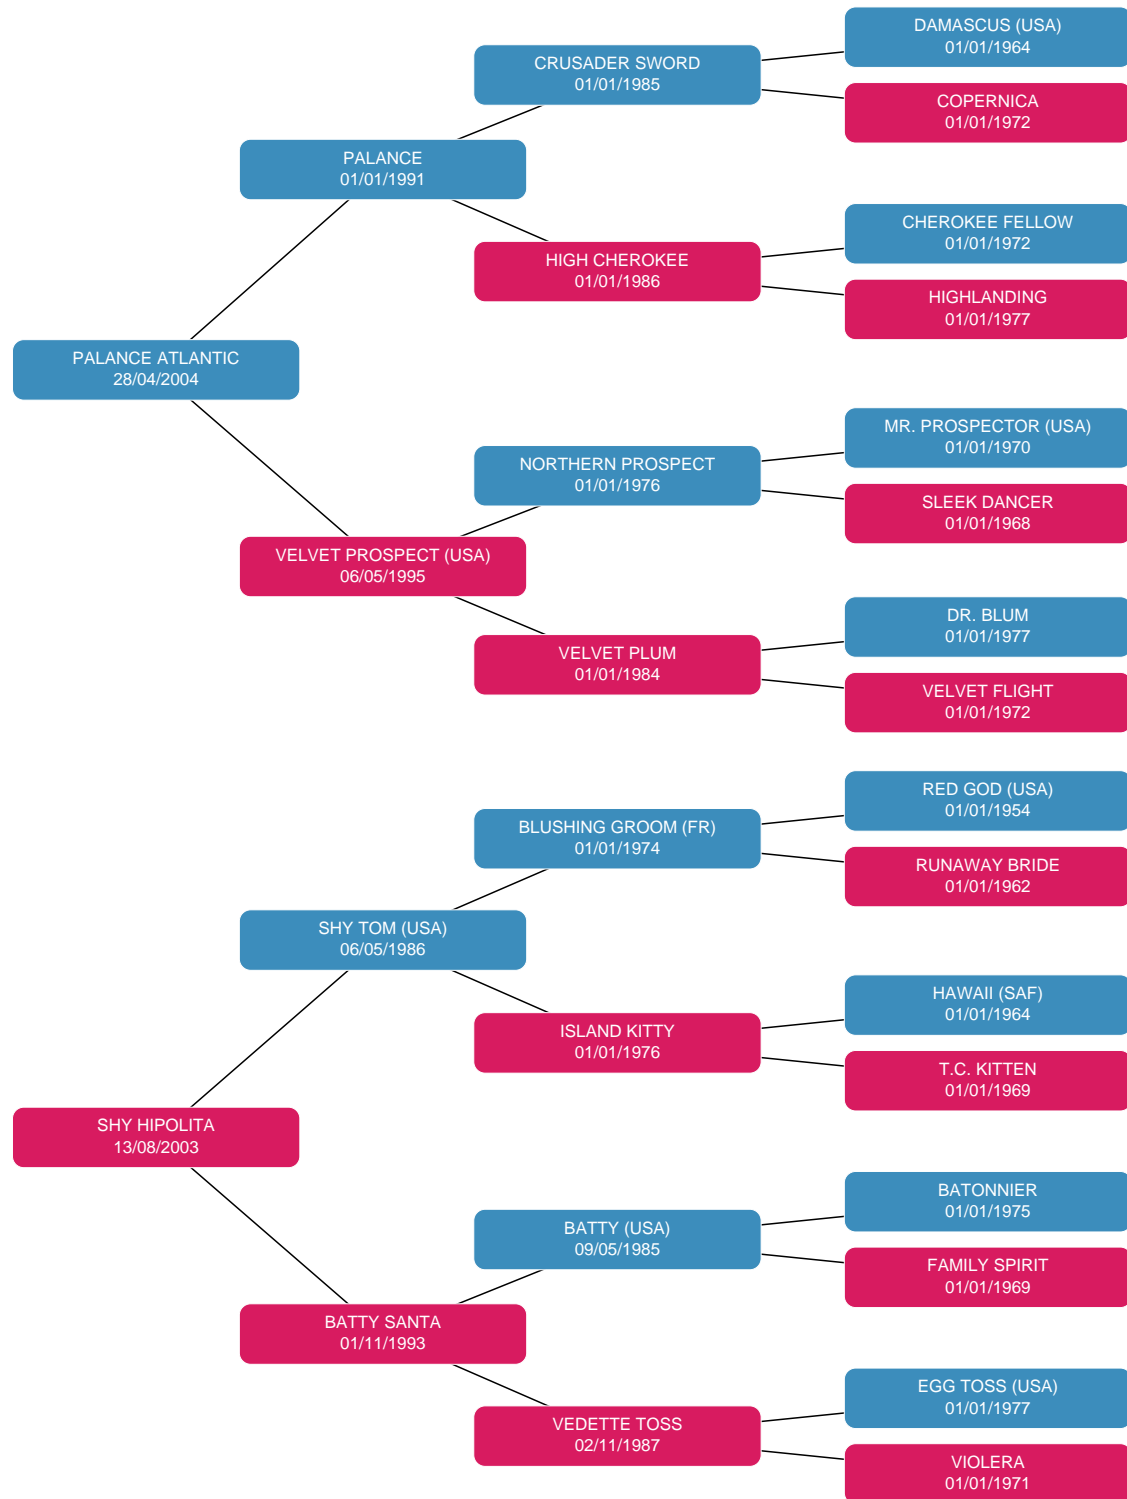 DAMASCUS (USA)
01/01/1964
CRUSADER SWORD
01/01/1985
COPERNICA
01/01/1972
PALANCE
01/01/1991
CHEROKEE FELLOW
01/01/1972
HIGH CHEROKEE
01/01/1986
HIGHLANDING
01/01/1977
PALANCE ATLANTIC
28/04/2004
MR. PROSPECTOR (USA)
01/01/1970
NORTHERN PROSPECT
01/01/1976
SLEEK DANCER
01/01/1968
VELVET PROSPECT (USA)
06/05/1995
DR. BLUM
01/01/1977
VELVET PLUM
01/01/1984
VELVET FLIGHT
01/01/1972
RED GOD (USA)
01/01/1954
BLUSHING GROOM (FR)
01/01/1974
RUNAWAY BRIDE
01/01/1962
SHY TOM (USA)
06/05/1986
HAWAII (SAF)
01/01/1964
ISLAND KITTY
01/01/1976
T.C. KITTEN
01/01/1969
SHY HIPOLITA
13/08/2003
BATONNIER
01/01/1975
BATTY (USA)
09/05/1985
FAMILY SPIRIT
01/01/1969
BATTY SANTA
01/11/1993
EGG TOSS (USA)
01/01/1977
VEDETTE TOSS
02/11/1987
VIOLERA
01/01/1971